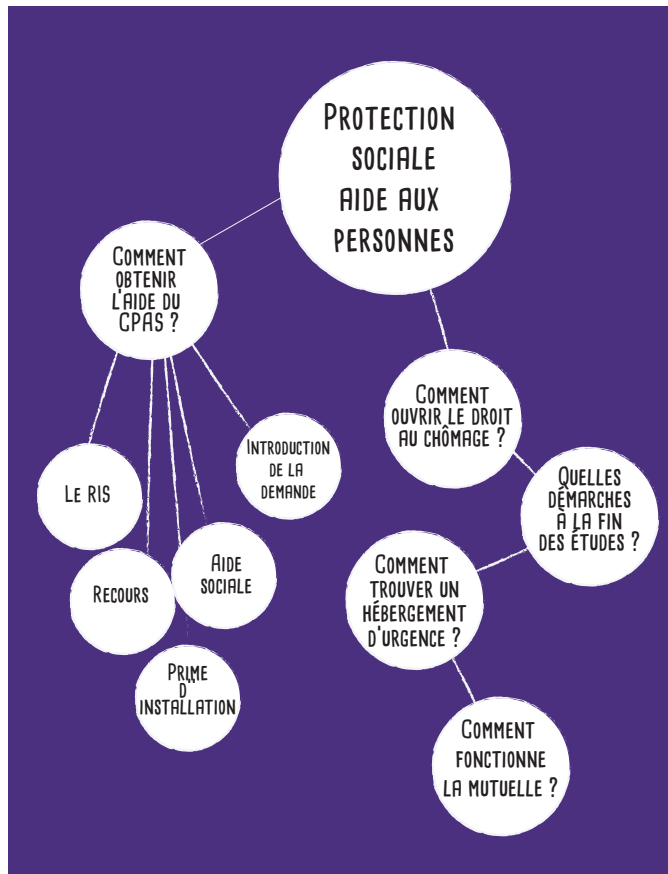 Protection
sociale
aide aux
personnes
Comment
obtenir
l'aide du
CPAS ?
Le RIS
Recours
Prime
d'
installation
Aide
sociale
Introduction
de la
demande
Comment
ouvrir le droit
au chômage ?
Quelles
démarches
à la fin
des études ?
Comment
trouver un
hébergement
d'urgence ?
Comment
fonctionne
la mutuelle ?